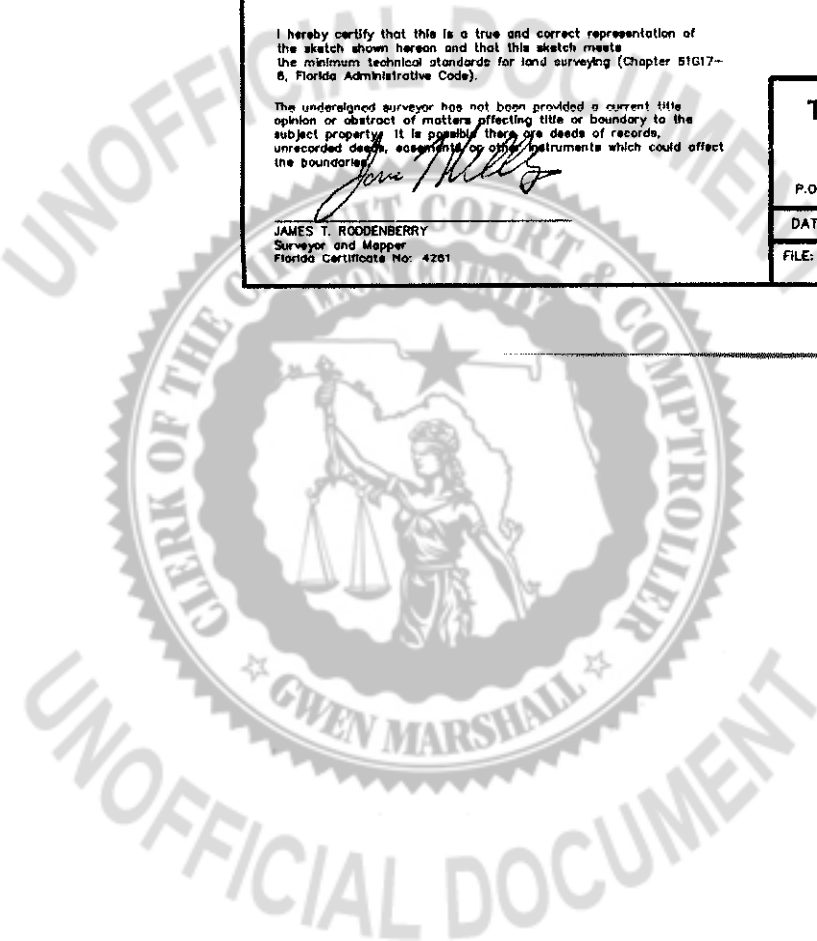 I hereby certify that this is a true and correct representation of
the sketch shown hereon and that this sketch meets
the minimum technical standards for land surveying (Chapter 61G17-
6, Florida Administrative Code).
The undersigned surveyor has not been provided a current title
opinion or abstract of matters affecting title or boundary to the
subject property. It is possible there are deeds of records,
unrecorded deeds, easements or other instruments which could affect
the boundaries.
JAMES T. RODDENBERRY
Surveyor and Mapper
Florida Certificate No: 4261
T
P.O
DAT
FILE:
UNOFFICIAL DOCUMENT
CLERK OF THE CIRCUIT COURT & COMPTROLLER
LEON COUNTY
GWEN MARSHALL
UNOFFICIAL DOCUMENT